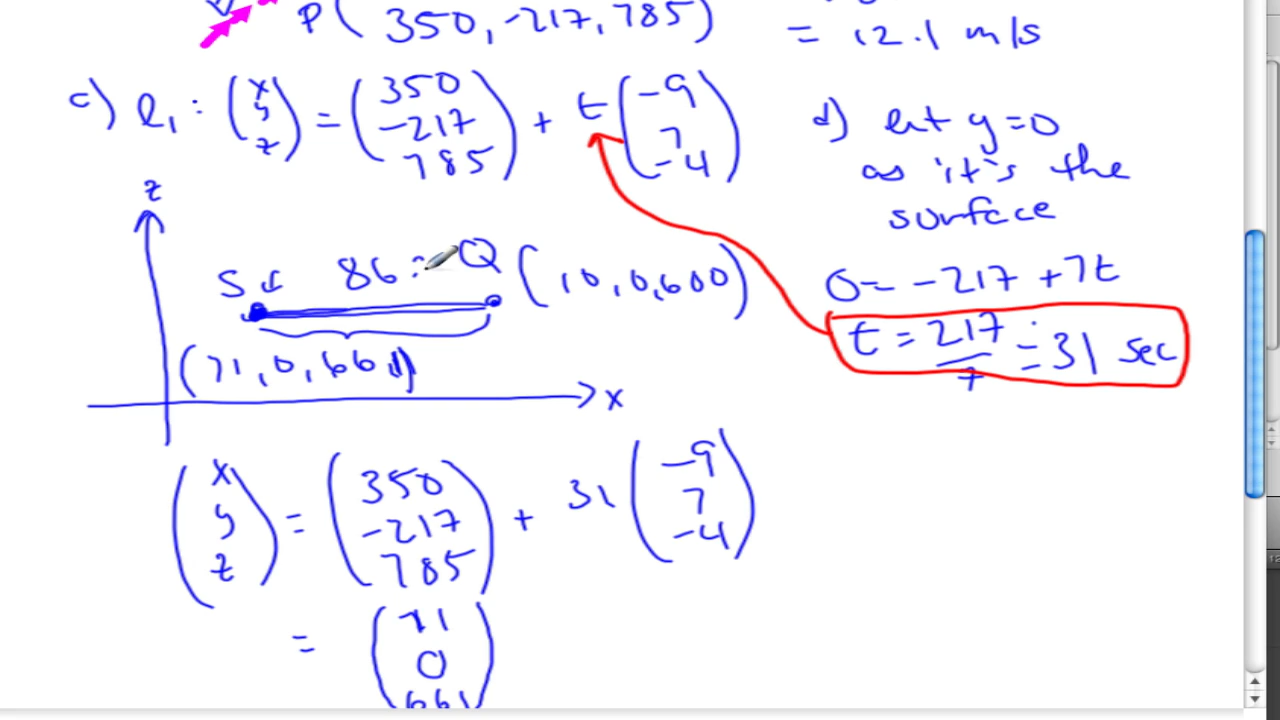 P(350,-217,785)
= 12.1 m/s
c) l₁ : (x y z) = (350 -217 785) + t(-9 7 -4)
d) let y=0
as it's the
surface
z
86 Q (10,0,600)
(71,0,661)
x
0= -217 +7t
t = 217/7 = 31 sec
(x y z) = (350 -217 785) + 31(-9 7 -4)
= (71 0 661)